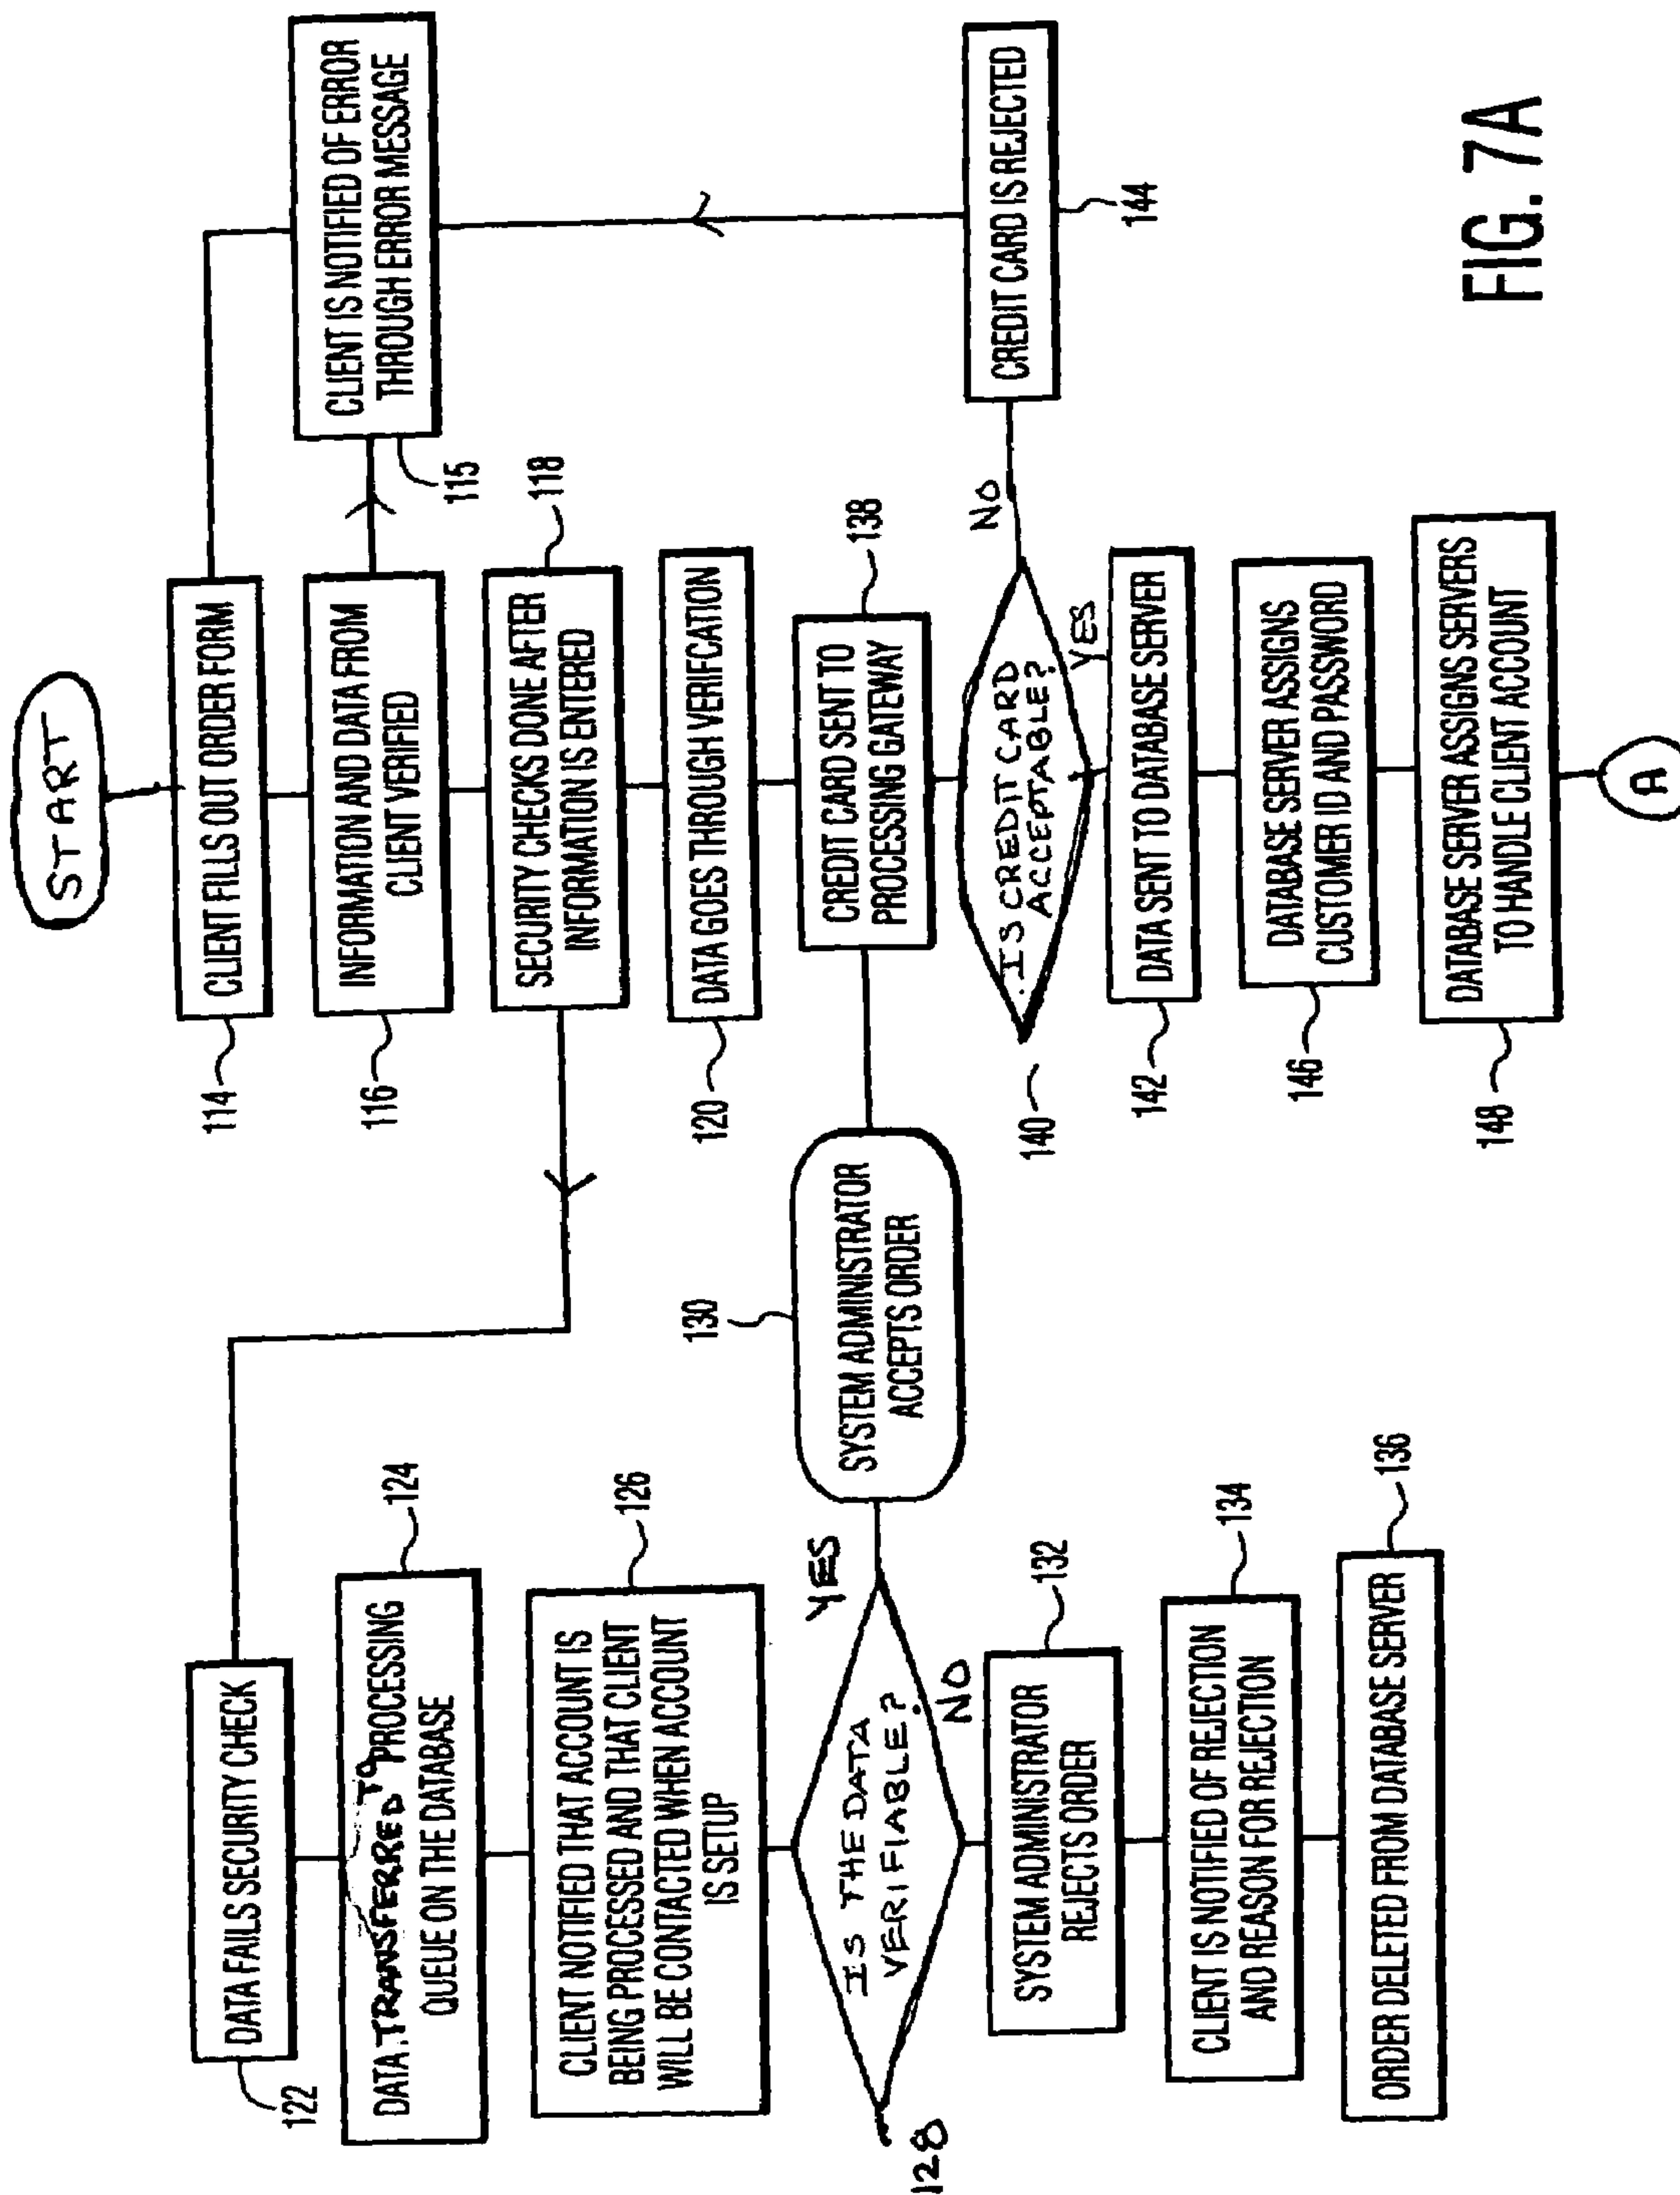 START
CLIENT FILLS OUT ORDER FORM
114
CLIENT IS NOTIFIED OF ERROR
THROUGH ERROR MESSAGE
115
INFORMATION AND DATA FROM
CLIENT VERIFIED
116
SECURITY CHECKS DONE AFTER
INFORMATION IS ENTERED
118
DATA GOES THROUGH VERIFCATION
120
DATA FAILS SECURITY CHECK
122
DATA.TRANSFERRED TO PROCESSING
QUEUE ON THE DATABASE
124
CLIENT NOTIFIED THAT ACCOUNT IS
BEING PROCESSED AND THAT CLIENT
WILL BE CONTACTED WHEN ACCOUNT
IS SETUP
126
IS THE DATA
VERIFIABLE?
128
YES
NO
SYSTEM ADMINISTRATOR
ACCEPTS ORDER
130
SYSTEM ADMINISTRATOR
REJECTS ORDER
132
CLIENT IS NOTIFIED OF REJECTION
AND REASON FOR REJECTION
134
ORDER DELETED FROM DATABASE SERVER
136
CREDIT CARD SENT TO
PROCESSING GATEWAY
138
IS CREDIT CARD
ACCEPTABLE?
140
NO
YES
CREDIT CARD IS REJECTED
144
DATA SENT TO DATABASE SERVER
142
DATABASE SERVER ASSIGNS
CUSTOMER ID AND PASSWORD
146
DATABASE SERVER ASSIGNS SERVERS
TO HANDLE CLIENT ACCOUNT
148
A
FIG. 7A